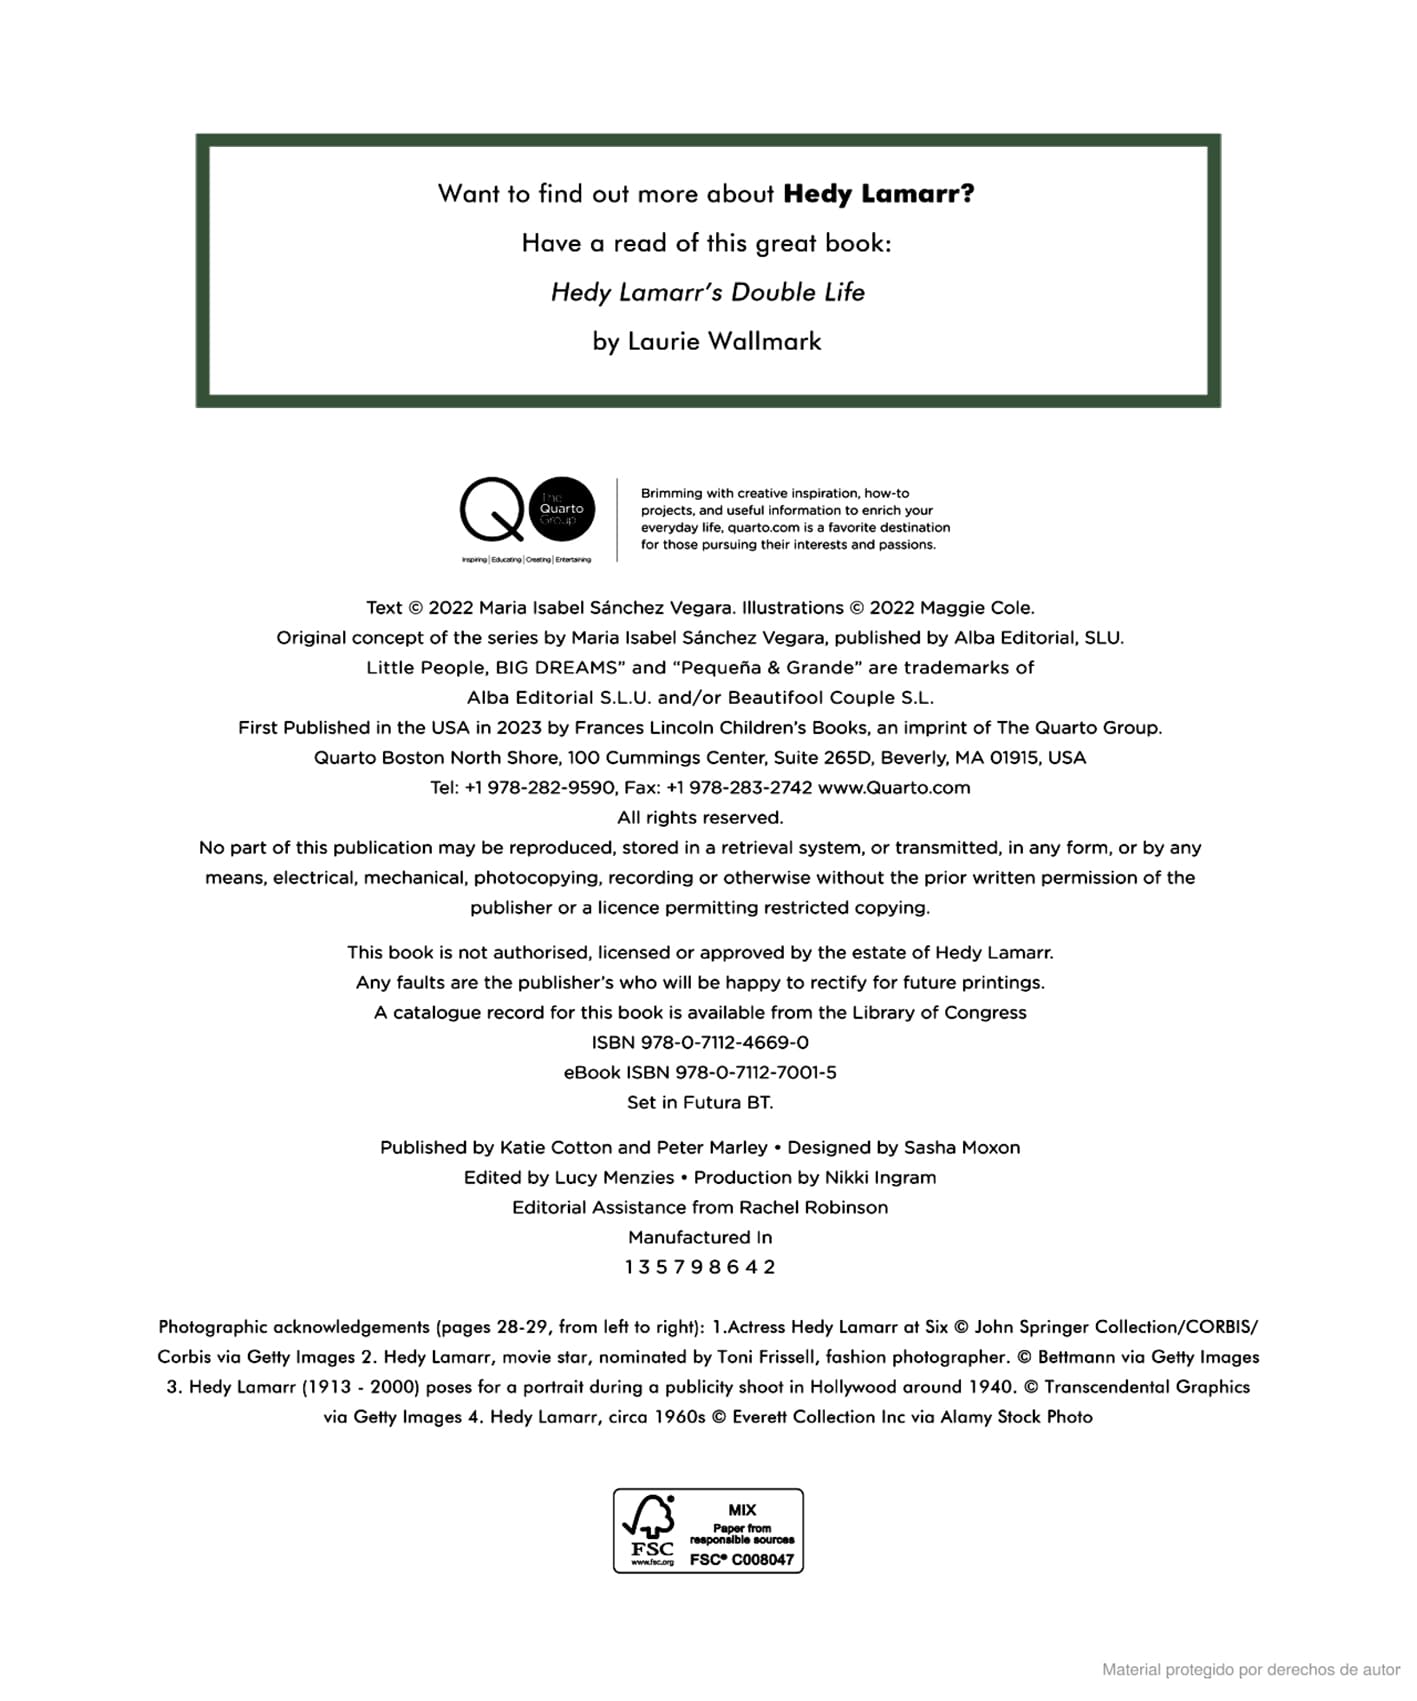 Want to find out more about Hedy Lamarr?
Have a read of this great book:
Hedy Lamarr's Double Life
by Laurie Wallmark
The
Quarto
Group
Inspiring | Educating | Creating | Entertaining
Brimming with creative inspiration, how-to
projects, and useful information to enrich your
everyday life, quarto.com is a favorite destination
for those pursuing their interests and passions.
Text © 2022 Maria Isabel Sánchez Vegara. Illustrations © 2022 Maggie Cole.
Original concept of the series by Maria Isabel Sánchez Vegara, published by Alba Editorial, SLU.
Little People, BIG DREAMS” and “Pequeña & Grande” are trademarks of
Alba Editorial S.L.U. and/or Beautifool Couple S.L.
First Published in the USA in 2023 by Frances Lincoln Children’s Books, an imprint of The Quarto Group.
Quarto Boston North Shore, 100 Cummings Center, Suite 265D, Beverly, MA 01915, USA
Tel: +1 978-282-9590, Fax: +1 978-283-2742 www.Quarto.com
All rights reserved.
No part of this publication may be reproduced, stored in a retrieval system, or transmitted, in any form, or by any
means, electrical, mechanical, photocopying, recording or otherwise without the prior written permission of the
publisher or a licence permitting restricted copying.
This book is not authorised, licensed or approved by the estate of Hedy Lamarr.
Any faults are the publisher’s who will be happy to rectify for future printings.
A catalogue record for this book is available from the Library of Congress
ISBN 978-0-7112-4669-0
eBook ISBN 978-0-7112-7001-5
Set in Futura BT.
Published by Katie Cotton and Peter Marley • Designed by Sasha Moxon
Edited by Lucy Menzies • Production by Nikki Ingram
Editorial Assistance from Rachel Robinson
Manufactured In
1 3 5 7 9 8 6 4 2
Photographic acknowledgements (pages 28-29, from left to right): 1.Actress Hedy Lamarr at Six © John Springer Collection/CORBIS/
Corbis via Getty Images 2. Hedy Lamarr, movie star, nominated by Toni Frissell, fashion photographer. © Bettmann via Getty Images
3. Hedy Lamarr (1913 - 2000) poses for a portrait during a publicity shoot in Hollywood around 1940. © Transcendental Graphics
via Getty Images 4. Hedy Lamarr, circa 1960s © Everett Collection Inc via Alamy Stock Photo
FSC
www.fsc.org
MIX
Paper from
responsible sources
FSC® C008047
Material protegido por derechos de autor